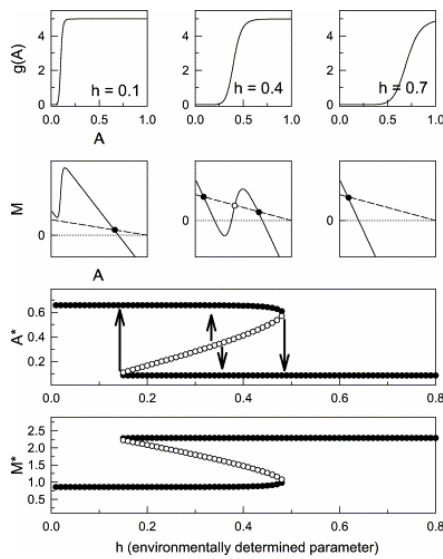 g(A)
4
2
0
h = 0.1
0.0 0.5 1.0
4
2
0
h = 0.4
0.0 0.5 1.0
4
2
0
h = 0.7
0.0 0.5 1.0
A
M
0
0
0
A
A*
0.6
0.4
0.2
0.0 0.2 0.4 0.6 0.8
M*
2.5
2.0
1.5
1.0
0.5
0.0 0.2 0.4 0.6 0.8
h (environmentally determined parameter)